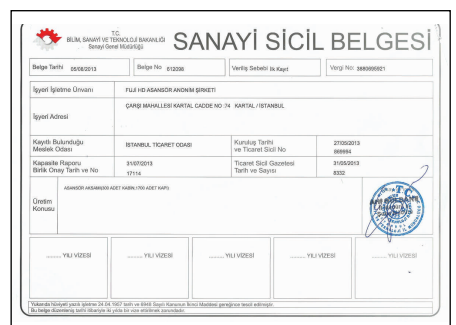 T.C.
BİLİM, SANAYİ VE TEKNOLOJİ BAKANLIĞI
Sanayi Genel Müdürlüğü
SANAYİ SİCİL BELGESİ
Belge Tarihi 05/08/2013 Belge No 613096 Veriliş Sebebi İlk Kayıt Vergi No: 3880895921
İşyeri İşletme Ünvanı FUJİ HD ASANSÖR ANONİM ŞİRKETİ
İşyeri Adresi ÇARŞI MAHALLESİ KARTAL CADDE NO :74 KARTAL / İSTANBUL
Kayıtlı Bulunduğu Meslek Odası İSTANBUL TİCARET ODASI Kuruluş Tarihi ve Ticaret Sicil No 27/05/2013 869994
Kapasite Raporu Birlik Onay Tarih ve No 31/07/2013 17114 Ticaret Sicil Gazetesi Tarih ve Sayısı 31/05/2013 8332
Üretim Konusu ASANSÖR AKSAMI(400 ADET KABİN,1700 ADET KAPI)
.......... YILI VİZESİ .......... YILI VİZESİ .......... YILI VİZESİ .......... YILI VİZESİ .......... YILI VİZESİ
Yukarıda hüviyeti yazılı işletme 24.04.1957 tarih ve 6948 Sayılı Kanunun İkinci Maddesi gereğince tescil edilmiştir.
Bu belge düzenleniş tarihi itibariyle iki yılda bir vize ettirilmek zorundadır.